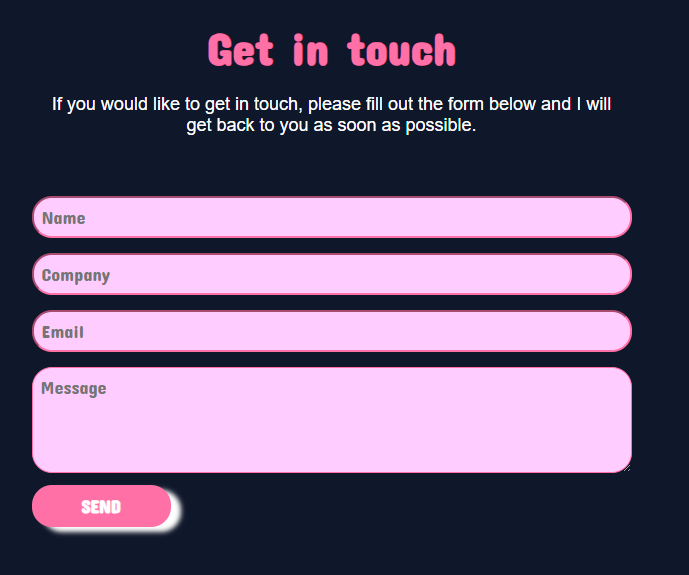 Get in touch
If you would like to get in touch, please fill out the form below and I will
get back to you as soon as possible.
Name
Company
Email
Message
SEND